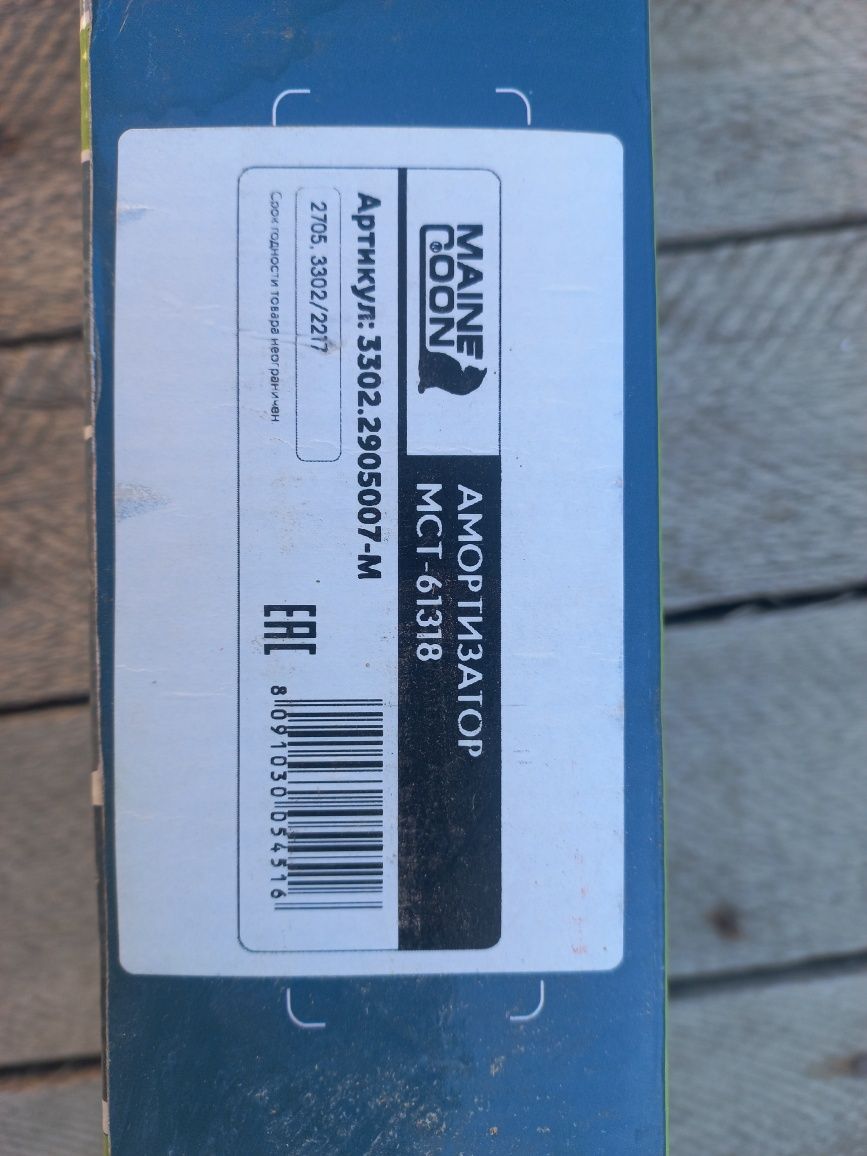 MAINE
COON®
АМОРТИЗАТОР
MCT-61318
Артикул: 3302.2905007-М
2705, 3302/2217
Срок годности товара неограничен
EAC
8 091030 054516